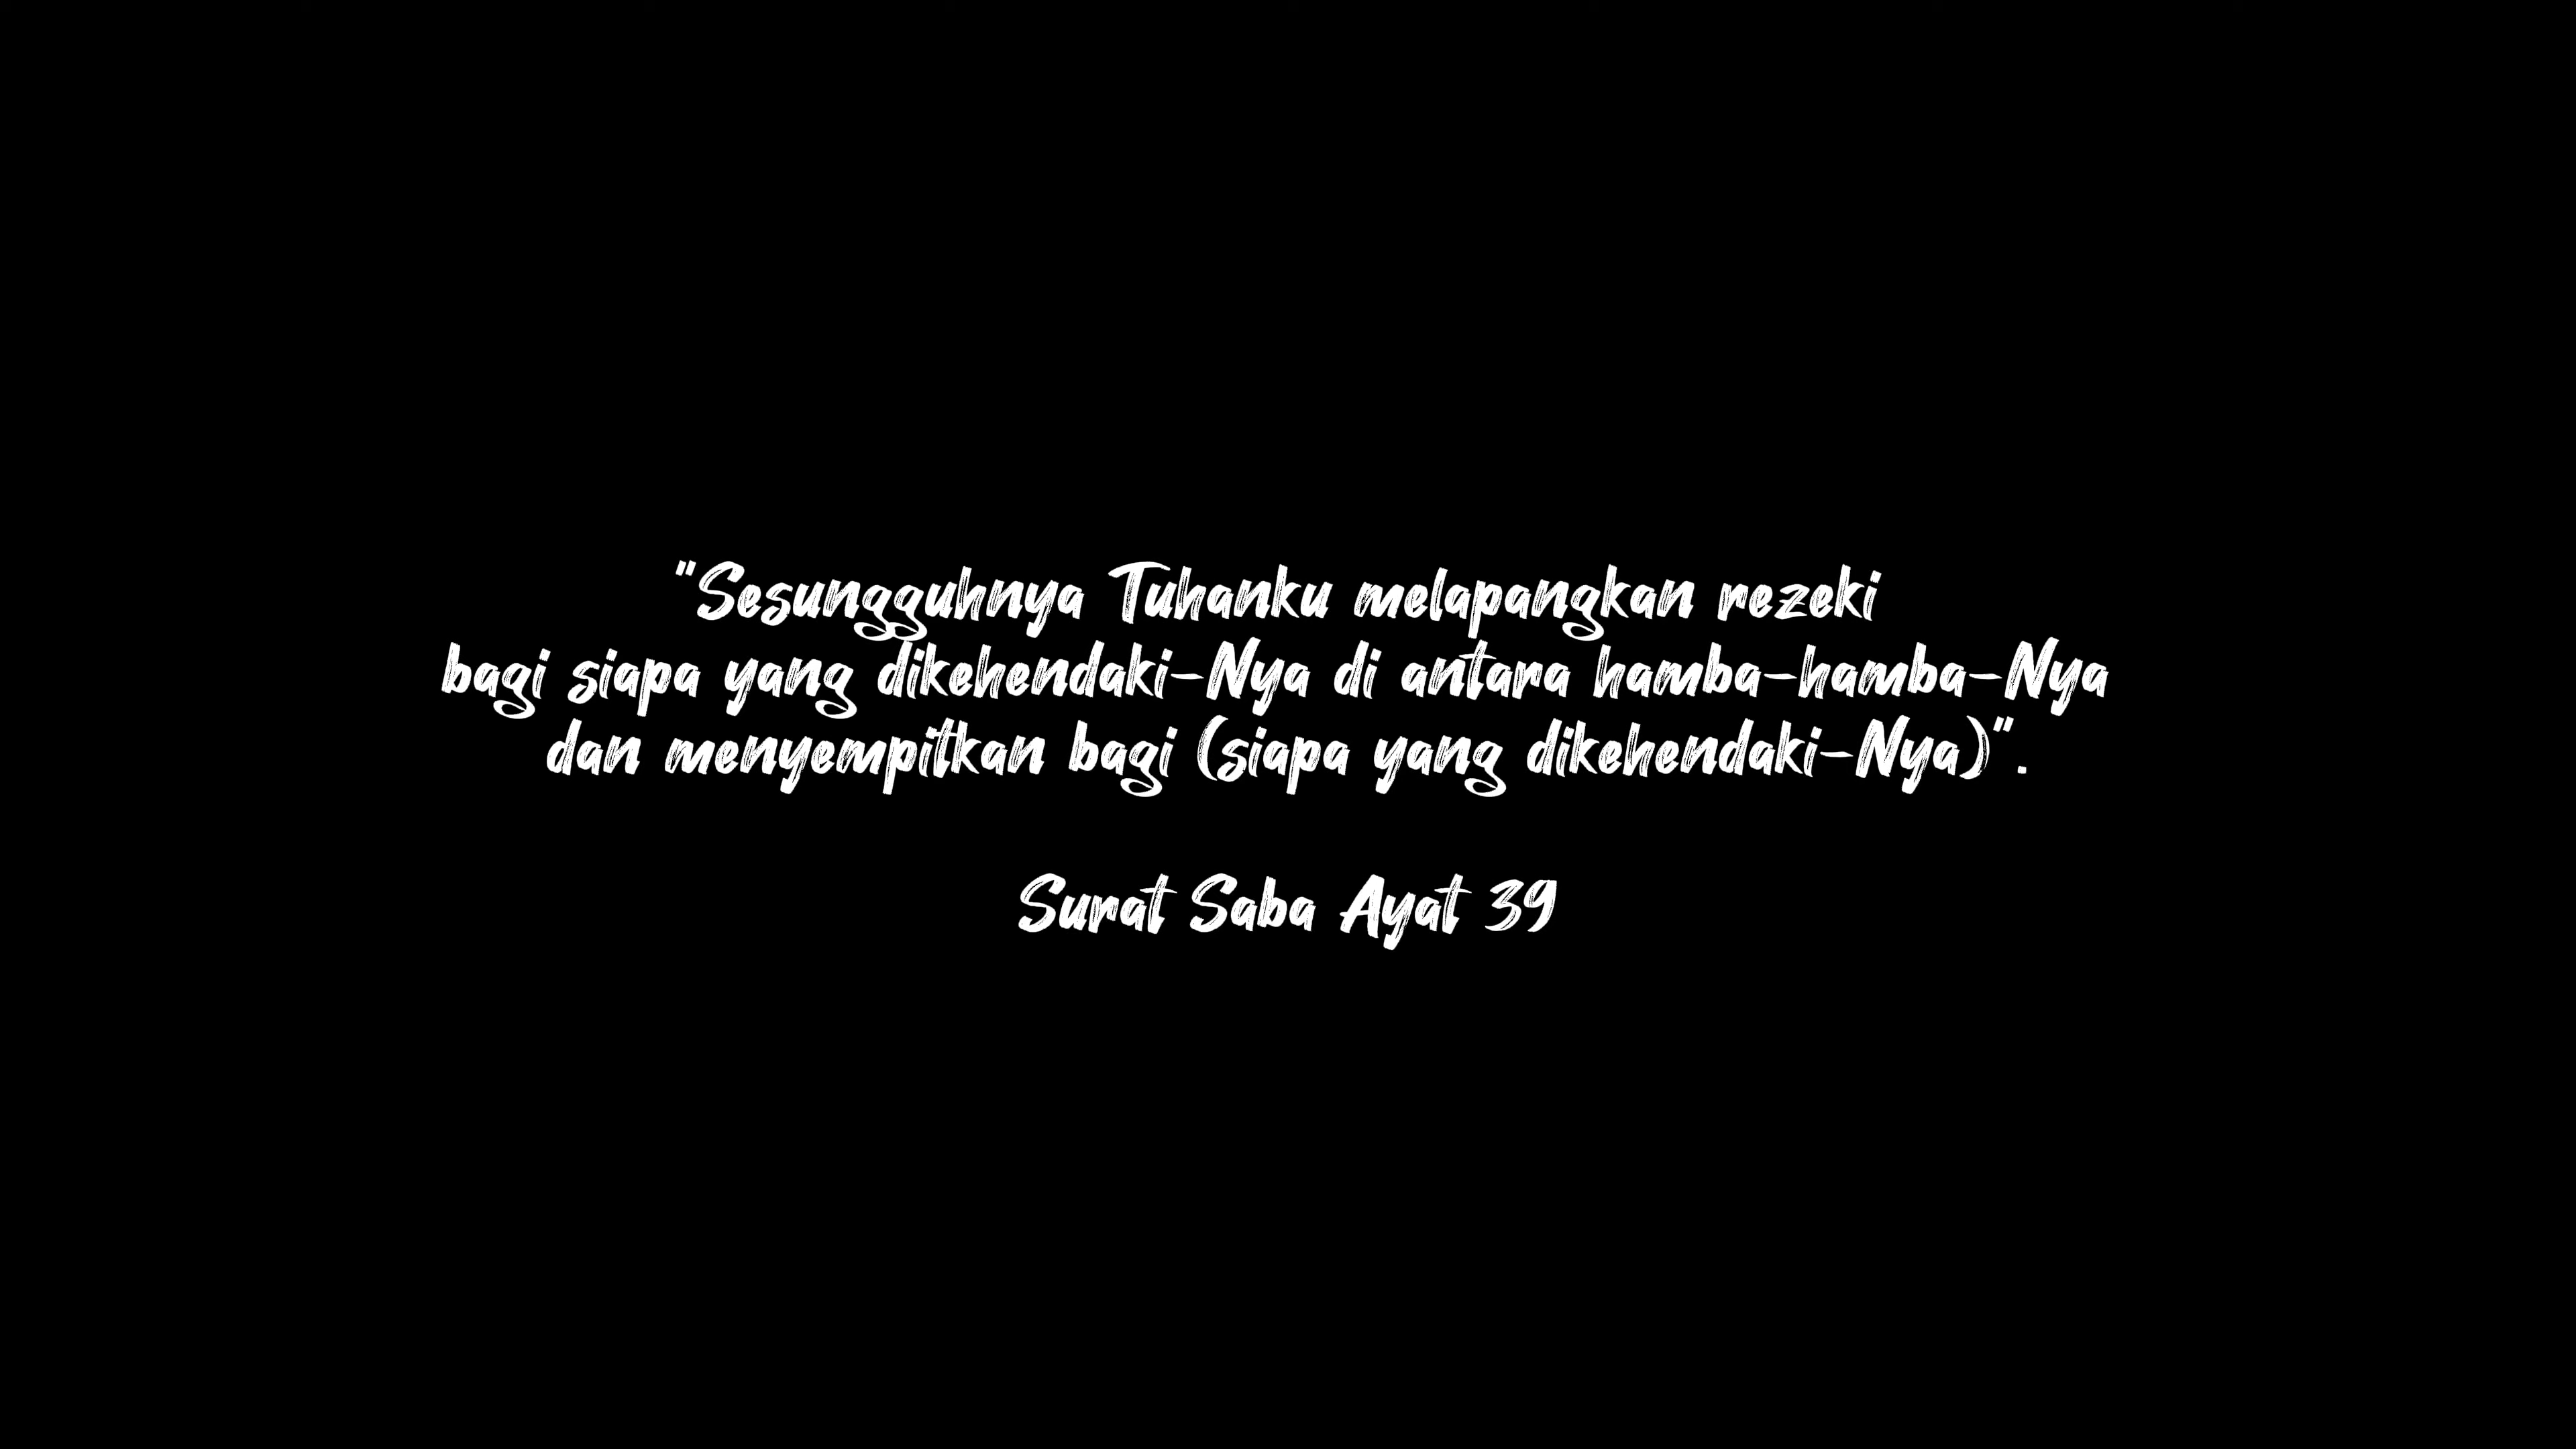 "Sesungguhnya Tuhanku melapangkan rezeki
bagi siapa yang dikehendaki-Nya di antara hamba-hamba-Nya
dan menyempitkan bagi (siapa yang dikehendaki-Nya)".
Surat Saba Ayat 39